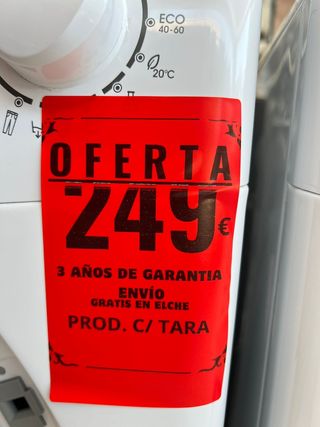 ECO
40-60
20°C
OFERTA
249€
3 AÑOS DE GARANTIA
ENVÍO
GRATIS EN ELCHE
PROD. C/ TARA